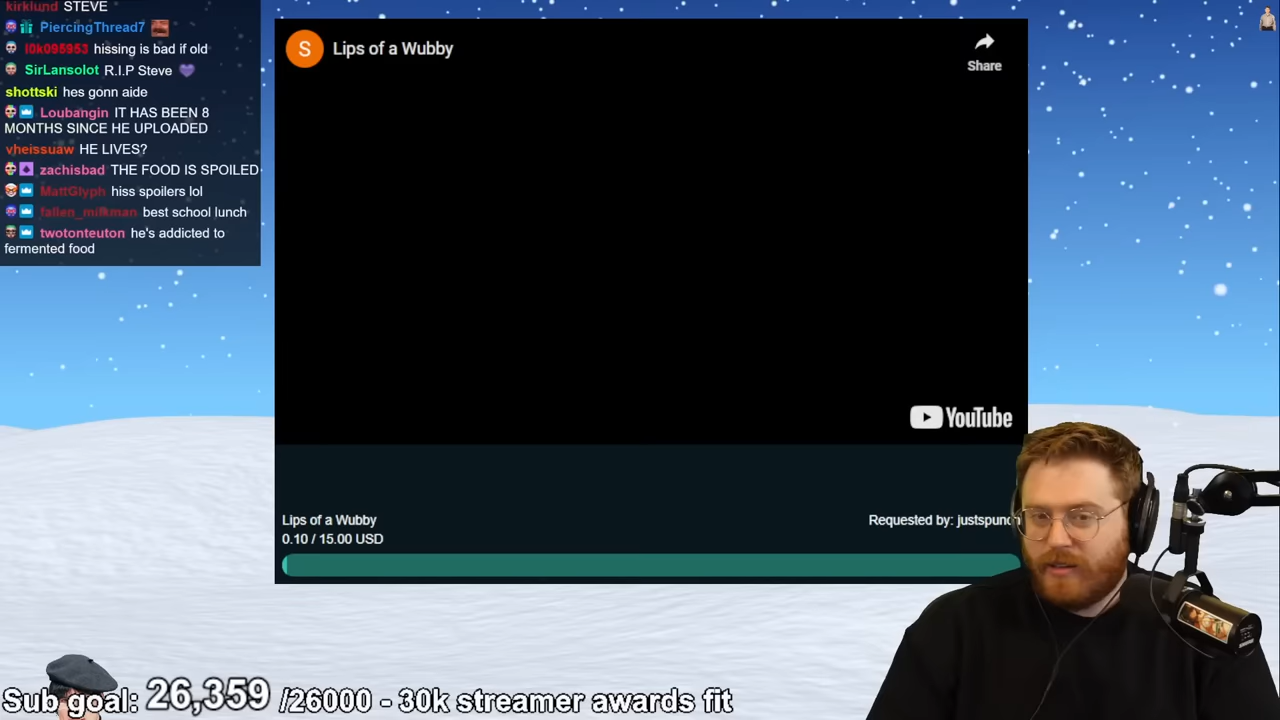 kirklund STEVE
PiercingThread7
l0k095953 hissing is bad if old
SirLansolot R.I.P Steve
shottski hes gonn aide
Loubangin IT HAS BEEN 8
MONTHS SINCE HE UPLOADED
vheissuaw HE LIVES?
zachisbad THE FOOD IS SPOILED
MattGlyph hiss spoilers lol
fallen_milkman best school lunch
twotonteuton he's addicted to
fermented food
S Lips of a Wubby
Share
YouTube
Lips of a Wubby
0.10 / 15.00 USD
Requested by: justspunch
Sub goal: 26,359 /26000 - 30k streamer awards fit